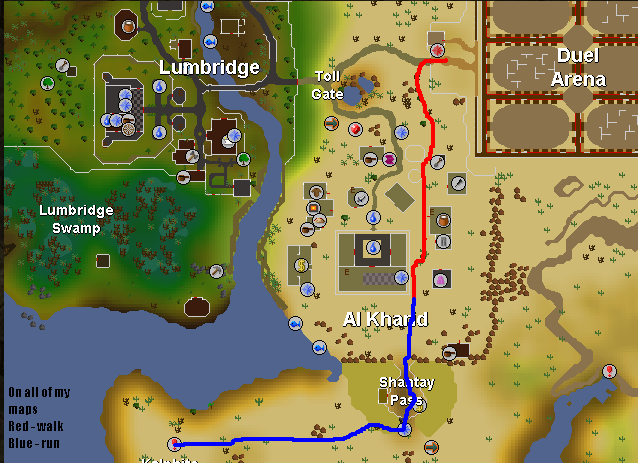 Lumbridge
Toll
Gate
Duel
Arena
Lumbridge
Swamp
E
E
E
Al Kharid
Shantay
Pass
On all of my
maps
Red-walk
Blue-run